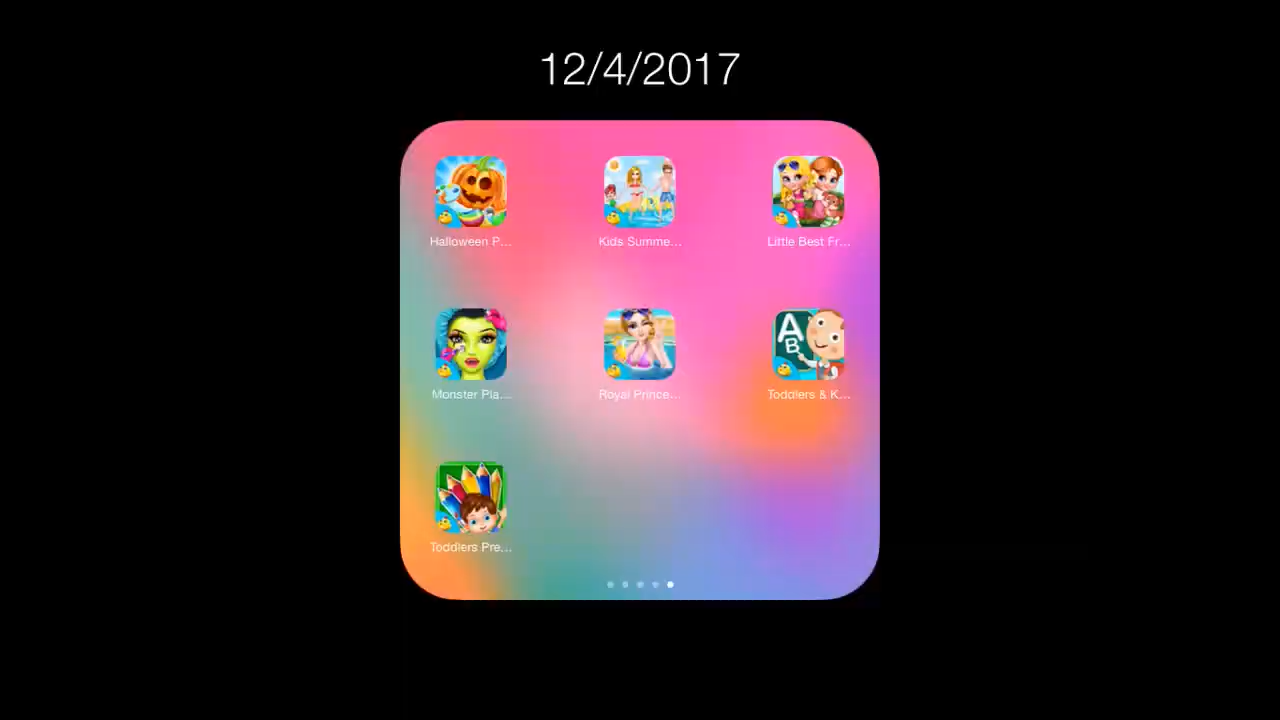 12/4/2017
Halloween P...
Kids Summe...
Little Best Fr...
Monster Pla...
Royal Prince...
A
B
Toddlers & K...
Toddlers Pre...